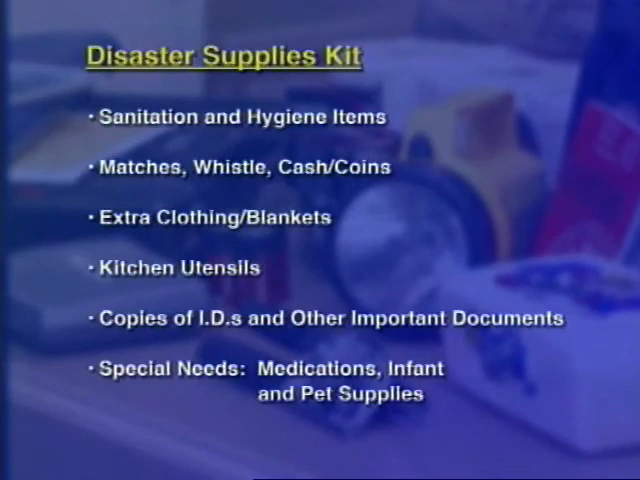 Disaster Supplies Kit
· Sanitation and Hygiene Items
· Matches, Whistle, Cash/Coins
· Extra Clothing/Blankets
· Kitchen Utensils
· Copies of I.D.s and Other Important Documents
· Special Needs: Medications, Infant
and Pet Supplies